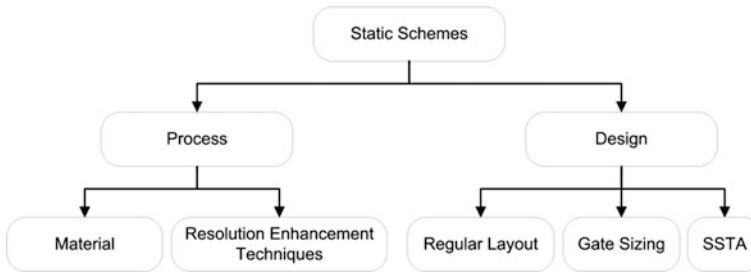 Static Schemes
Process
Design
Material
Resolution Enhancement
Techniques
Regular Layout
Gate Sizing
SSTA